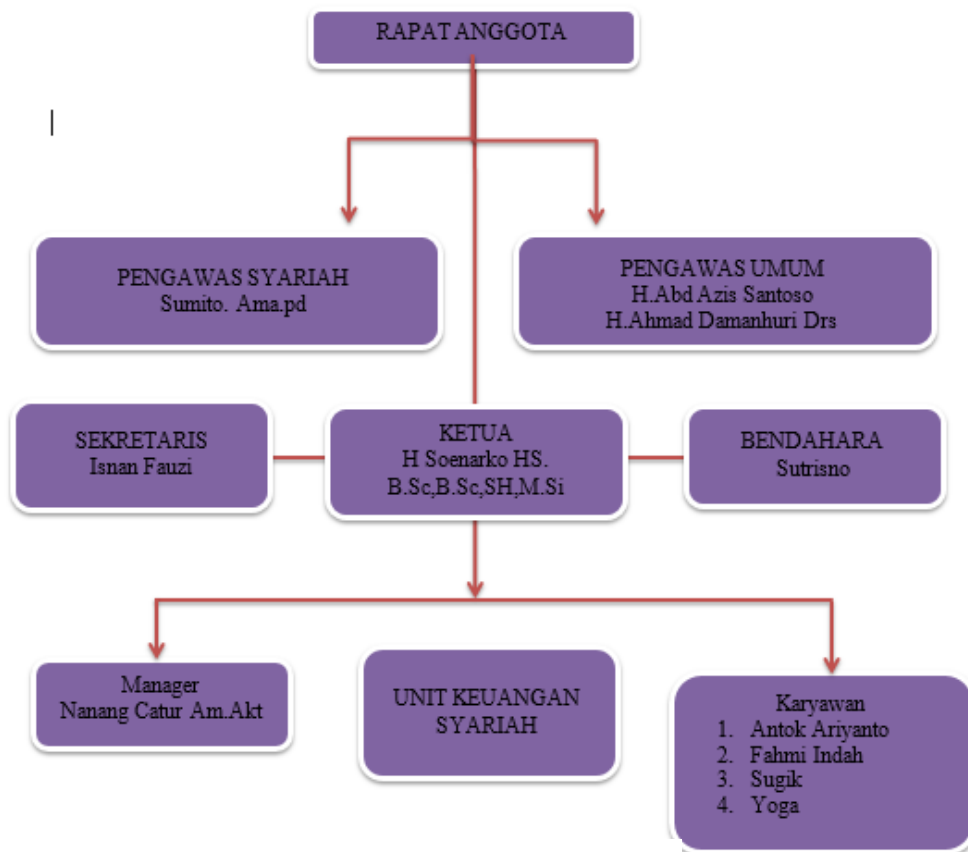 RAPAT ANGGOTA
PENGAWAS SYARIAH
Sumito. Ama.pd
PENGAWAS UMUM
H.Abd Azis Santoso
H.Ahmad Damanhuri Drs
SEKRETARIS
Isnan Fauzi
KETUA
H Soenarko HS.
B.Sc,B.Sc,SH,M.Si
BENDAHARA
Sutrisno
Manager
Nanang Catur Am.Akt
UNIT KEUANGAN
SYARIAH
Karyawan
1. Antok Ariyanto
2. Fahmi Indah
3. Sugik
4. Yoga